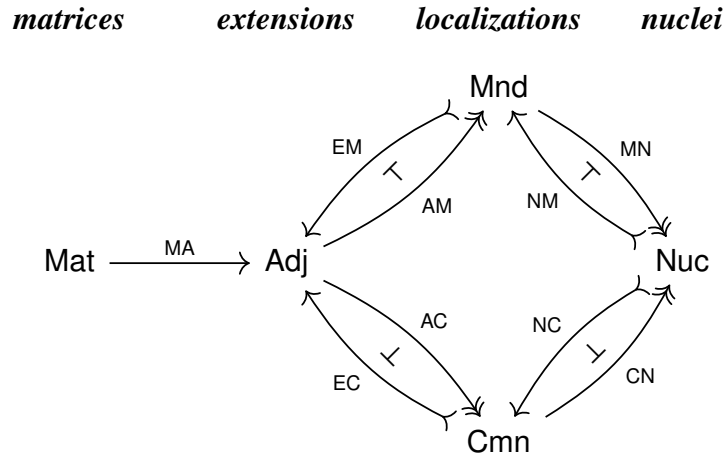 matrices extensions localizations nuclei
Mnd
EM MN
⊣
AM NM
Mat MA Adj Nuc
AC NC
⊣
EC CN
Cmn